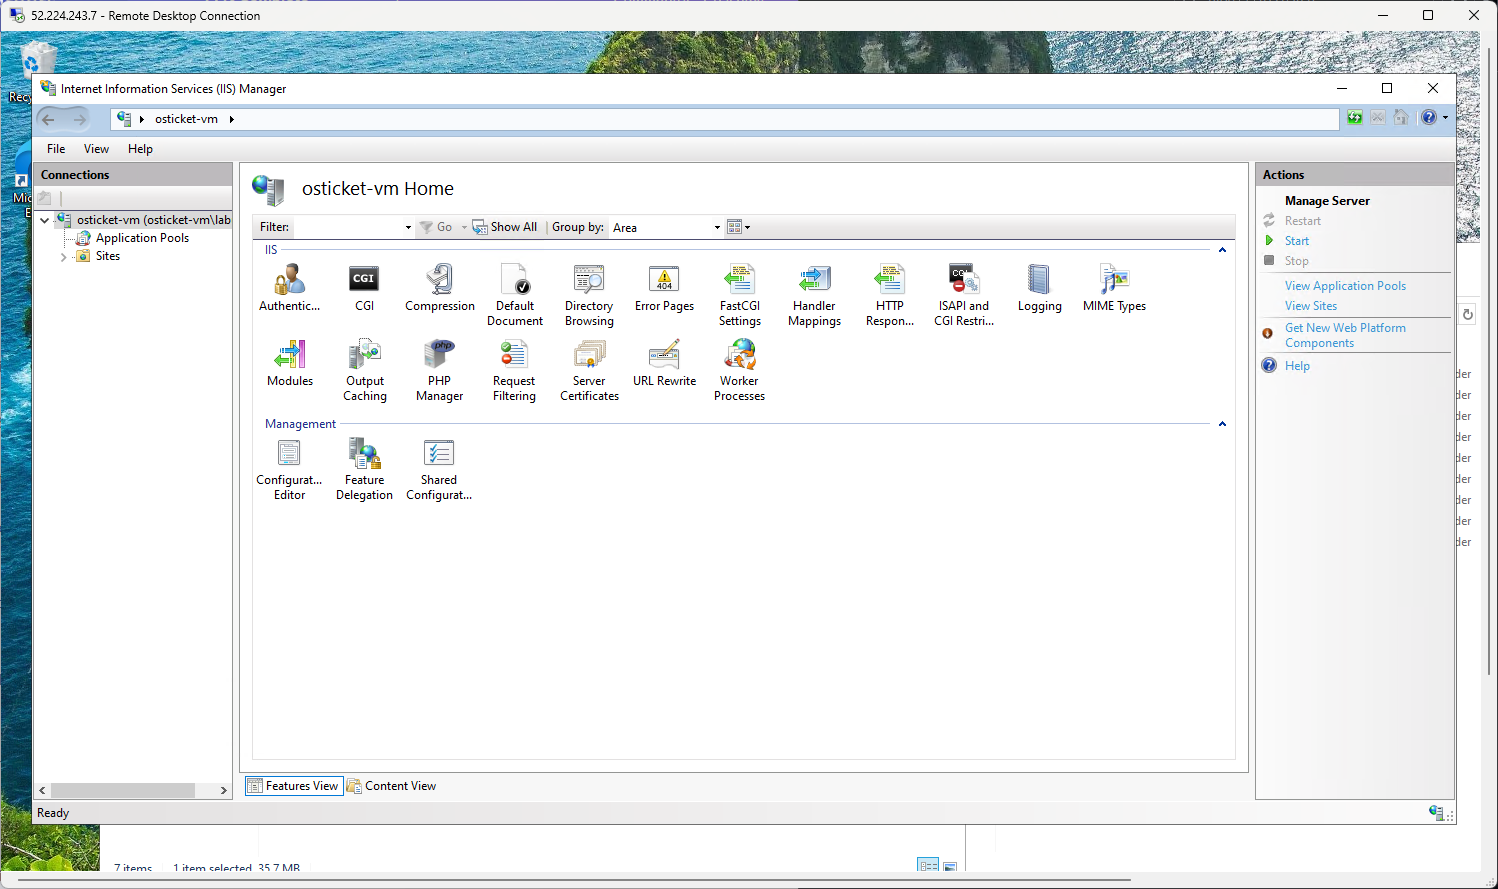 52.224.243.7 - Remote Desktop Connection
Internet Information Services (IIS) Manager
osticket-vm
File View Help
Connections
osticket-vm (osticket-vm\lab
Application Pools
Sites
osticket-vm Home
Filter: Go Show All Group by: Area
IIS
Authentic...
CGI
Compression
Default
Document
Directory
Browsing
Error Pages
FastCGI
Settings
Handler
Mappings
HTTP
Respon...
ISAPI and
CGI Restri...
Logging
MIME Types
Modules
Output
Caching
PHP
Manager
Request
Filtering
Server
Certificates
URL Rewrite
Worker
Processes
Management
Configurat...
Editor
Feature
Delegation
Shared
Configurat...
Features View Content View
Ready
Actions
Manage Server
Restart
Start
Stop
View Application Pools
View Sites
Get New Web Platform
Components
Help
der
der
der
der
der
der
der
der
der
7 items 1 item selected 35.7 MB